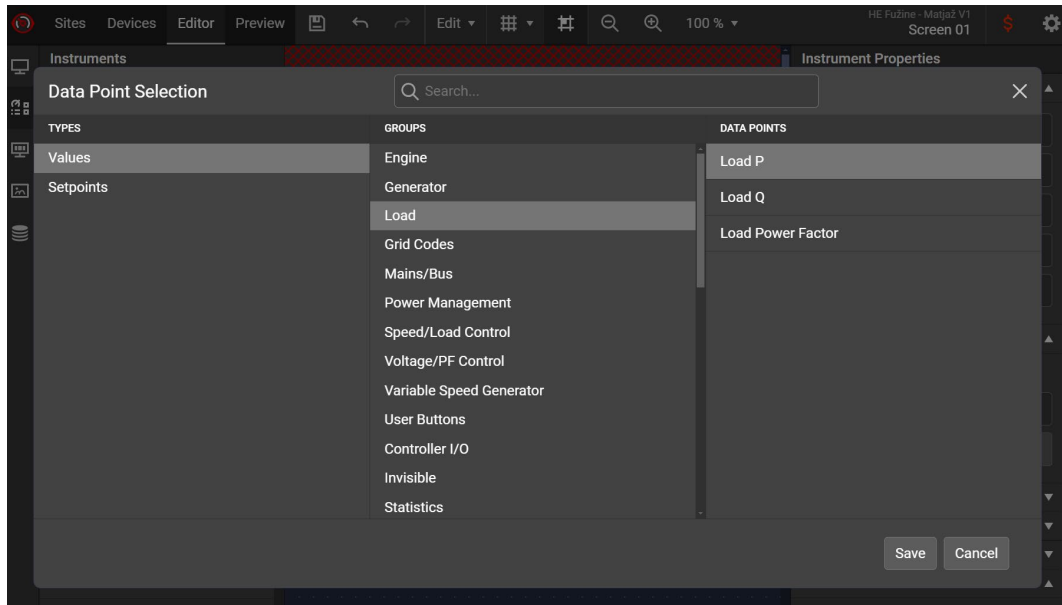 Sites Devices Editor Preview Edit 100 % HE Fužine - Matjaž V1
Screen 01
$
Instruments
Instrument Properties
Data Point Selection
Search...
TYPES
Values
Setpoints
GROUPS
Engine
Generator
Load
Grid Codes
Mains/Bus
Power Management
Speed/Load Control
Voltage/PF Control
Variable Speed Generator
User Buttons
Controller I/O
Invisible
Statistics
DATA POINTS
Load P
Load Q
Load Power Factor
Save Cancel